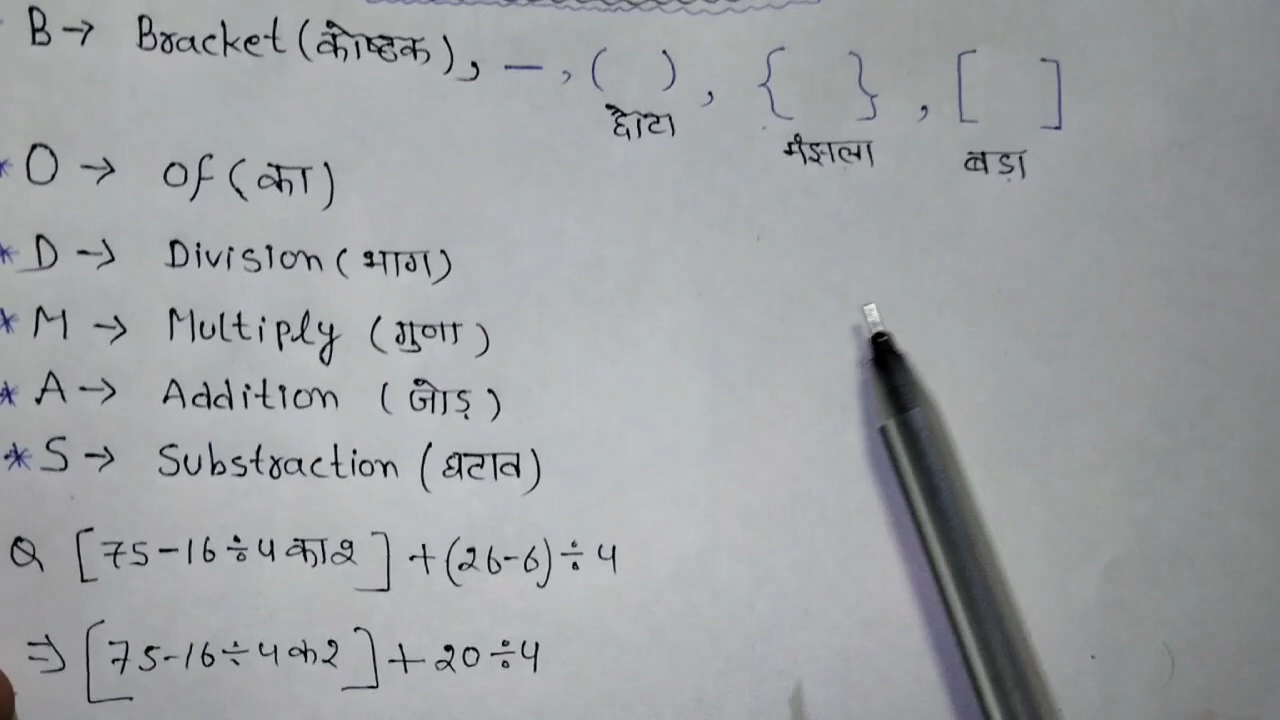 B → Bracket (कोष्ठक), —, ( ), { }, [ ]
छोटा मंझला बड़ा
* O → Of (का)
* D → Division (भाग)
* M → Multiply (गुणा)
* A → Addition (जोड़)
* S → Substraction (घटाव)
Q [75-16÷4 का 2] + (26-6) ÷ 4
⇒ [75-16÷4 क 2] + 20 ÷ 4